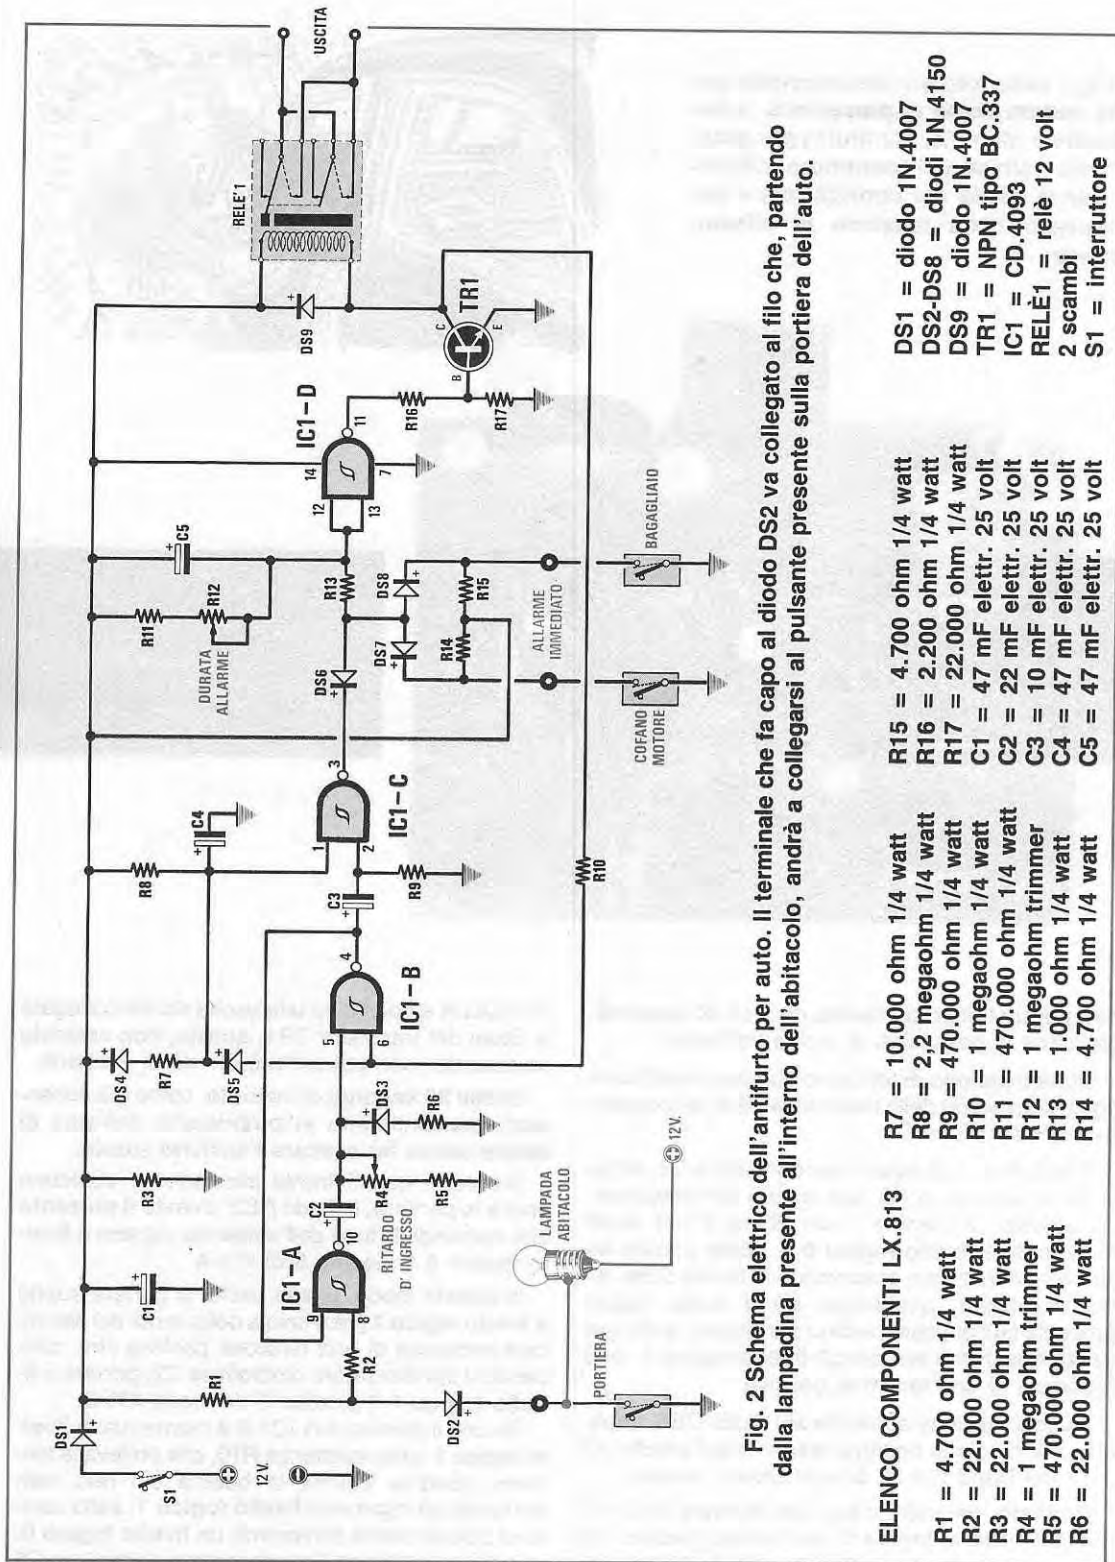 DS1
S1
12V
C1
R3
DS4
R7
DS5
R8
C4
R1
R2
DS2
IC1-A
9
8
10
C2
RITARDO
D'INGRESSO
R4
R5
DS3
R6
5
6
4
IC1-B
C3
R9
1
2
3
IC1-C
DS6
DURATA
ALLARME
R11
R12
C5
R13
DS7
DS8
R14
R15
12
13
14
7
11
IC1-D
R16
R17
B
C
E
TR1
DS9
RELE'1
USCITA
R10
PORTIERA
LAMPADA
ABITACOLO
12V.
COFANO
MOTORE
ALLARME
IMMEDIATO
BAGAGLIAIO
Fig. 2 Schema elettrico dell'antifurto per auto. Il terminale che fa capo al diodo DS2 va collegato al filo che, partendo
dalla lampadina presente all'interno dell'abitacolo, andrà a collegarsi al pulsante presente sulla portiera dell'auto.
ELENCO COMPONENTI LX.813
R1 = 4.700 ohm 1/4 watt
R2 = 22.000 ohm 1/4 watt
R3 = 22.000 ohm 1/4 watt
R4 = 1 megaohm trimmer
R5 = 470.000 ohm 1/4 watt
R6 = 22.000 ohm 1/4 watt
R7 = 10.000 ohm 1/4 watt
R8 = 2,2 megaohm 1/4 watt
R9 = 470.000 ohm 1/4 watt
R10 = 1 megaohm 1/4 watt
R11 = 470.000 ohm 1/4 watt
R12 = 1 megaohm trimmer
R13 = 1.000 ohm 1/4 watt
R14 = 4.700 ohm 1/4 watt
R15 = 4.700 ohm 1/4 watt
R16 = 2.200 ohm 1/4 watt
R17 = 22.000 ohm 1/4 watt
C1 = 47 mF elettr. 25 volt
C2 = 22 mF elettr. 25 volt
C3 = 10 mF elettr. 25 volt
C4 = 47 mF elettr. 25 volt
C5 = 47 mF elettr. 25 volt
DS1 = diodo 1N.4007
DS2-DS8 = diodi 1N.4150
DS9 = diodo 1N.4007
TR1 = NPN tipo BC.337
IC1 = CD.4093
RELÈ1 = relè 12 volt
2 scambi
S1 = interruttore